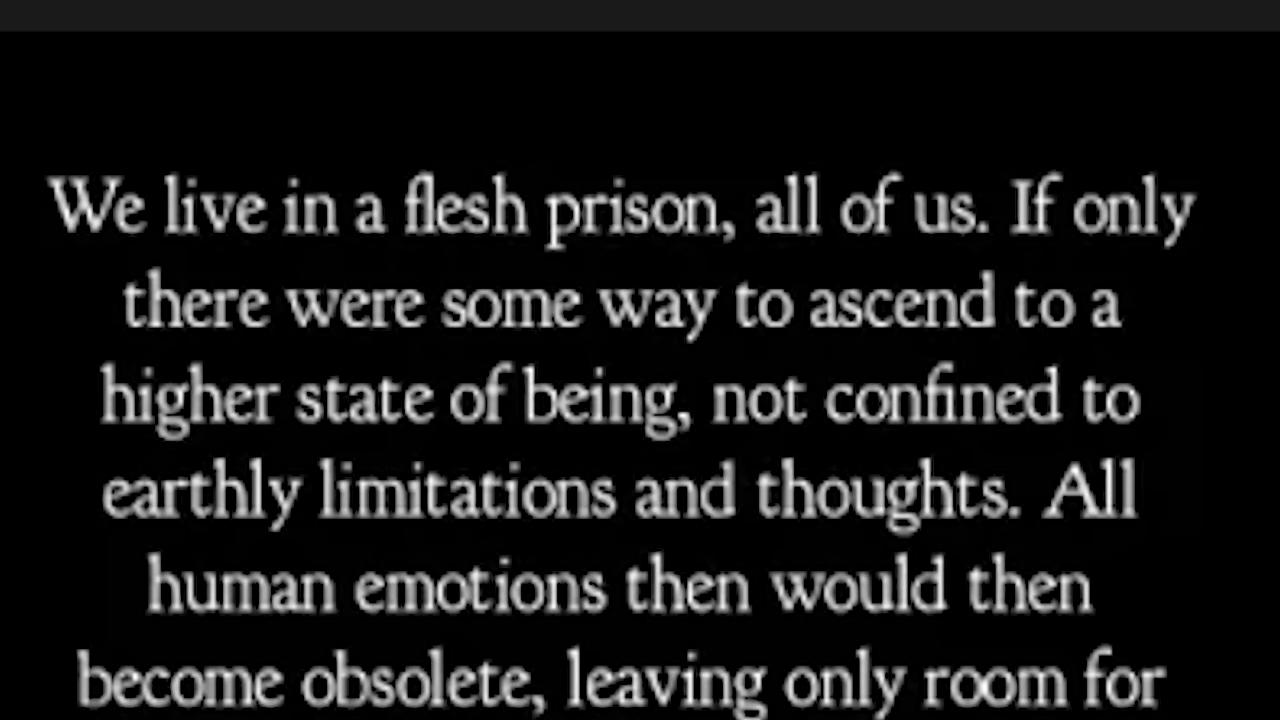 We live in a flesh prison, all of us. If only
there were some way to ascend to a
higher state of being, not confined to
earthly limitations and thoughts. All
human emotions then would then
become obsolete, leaving only room for